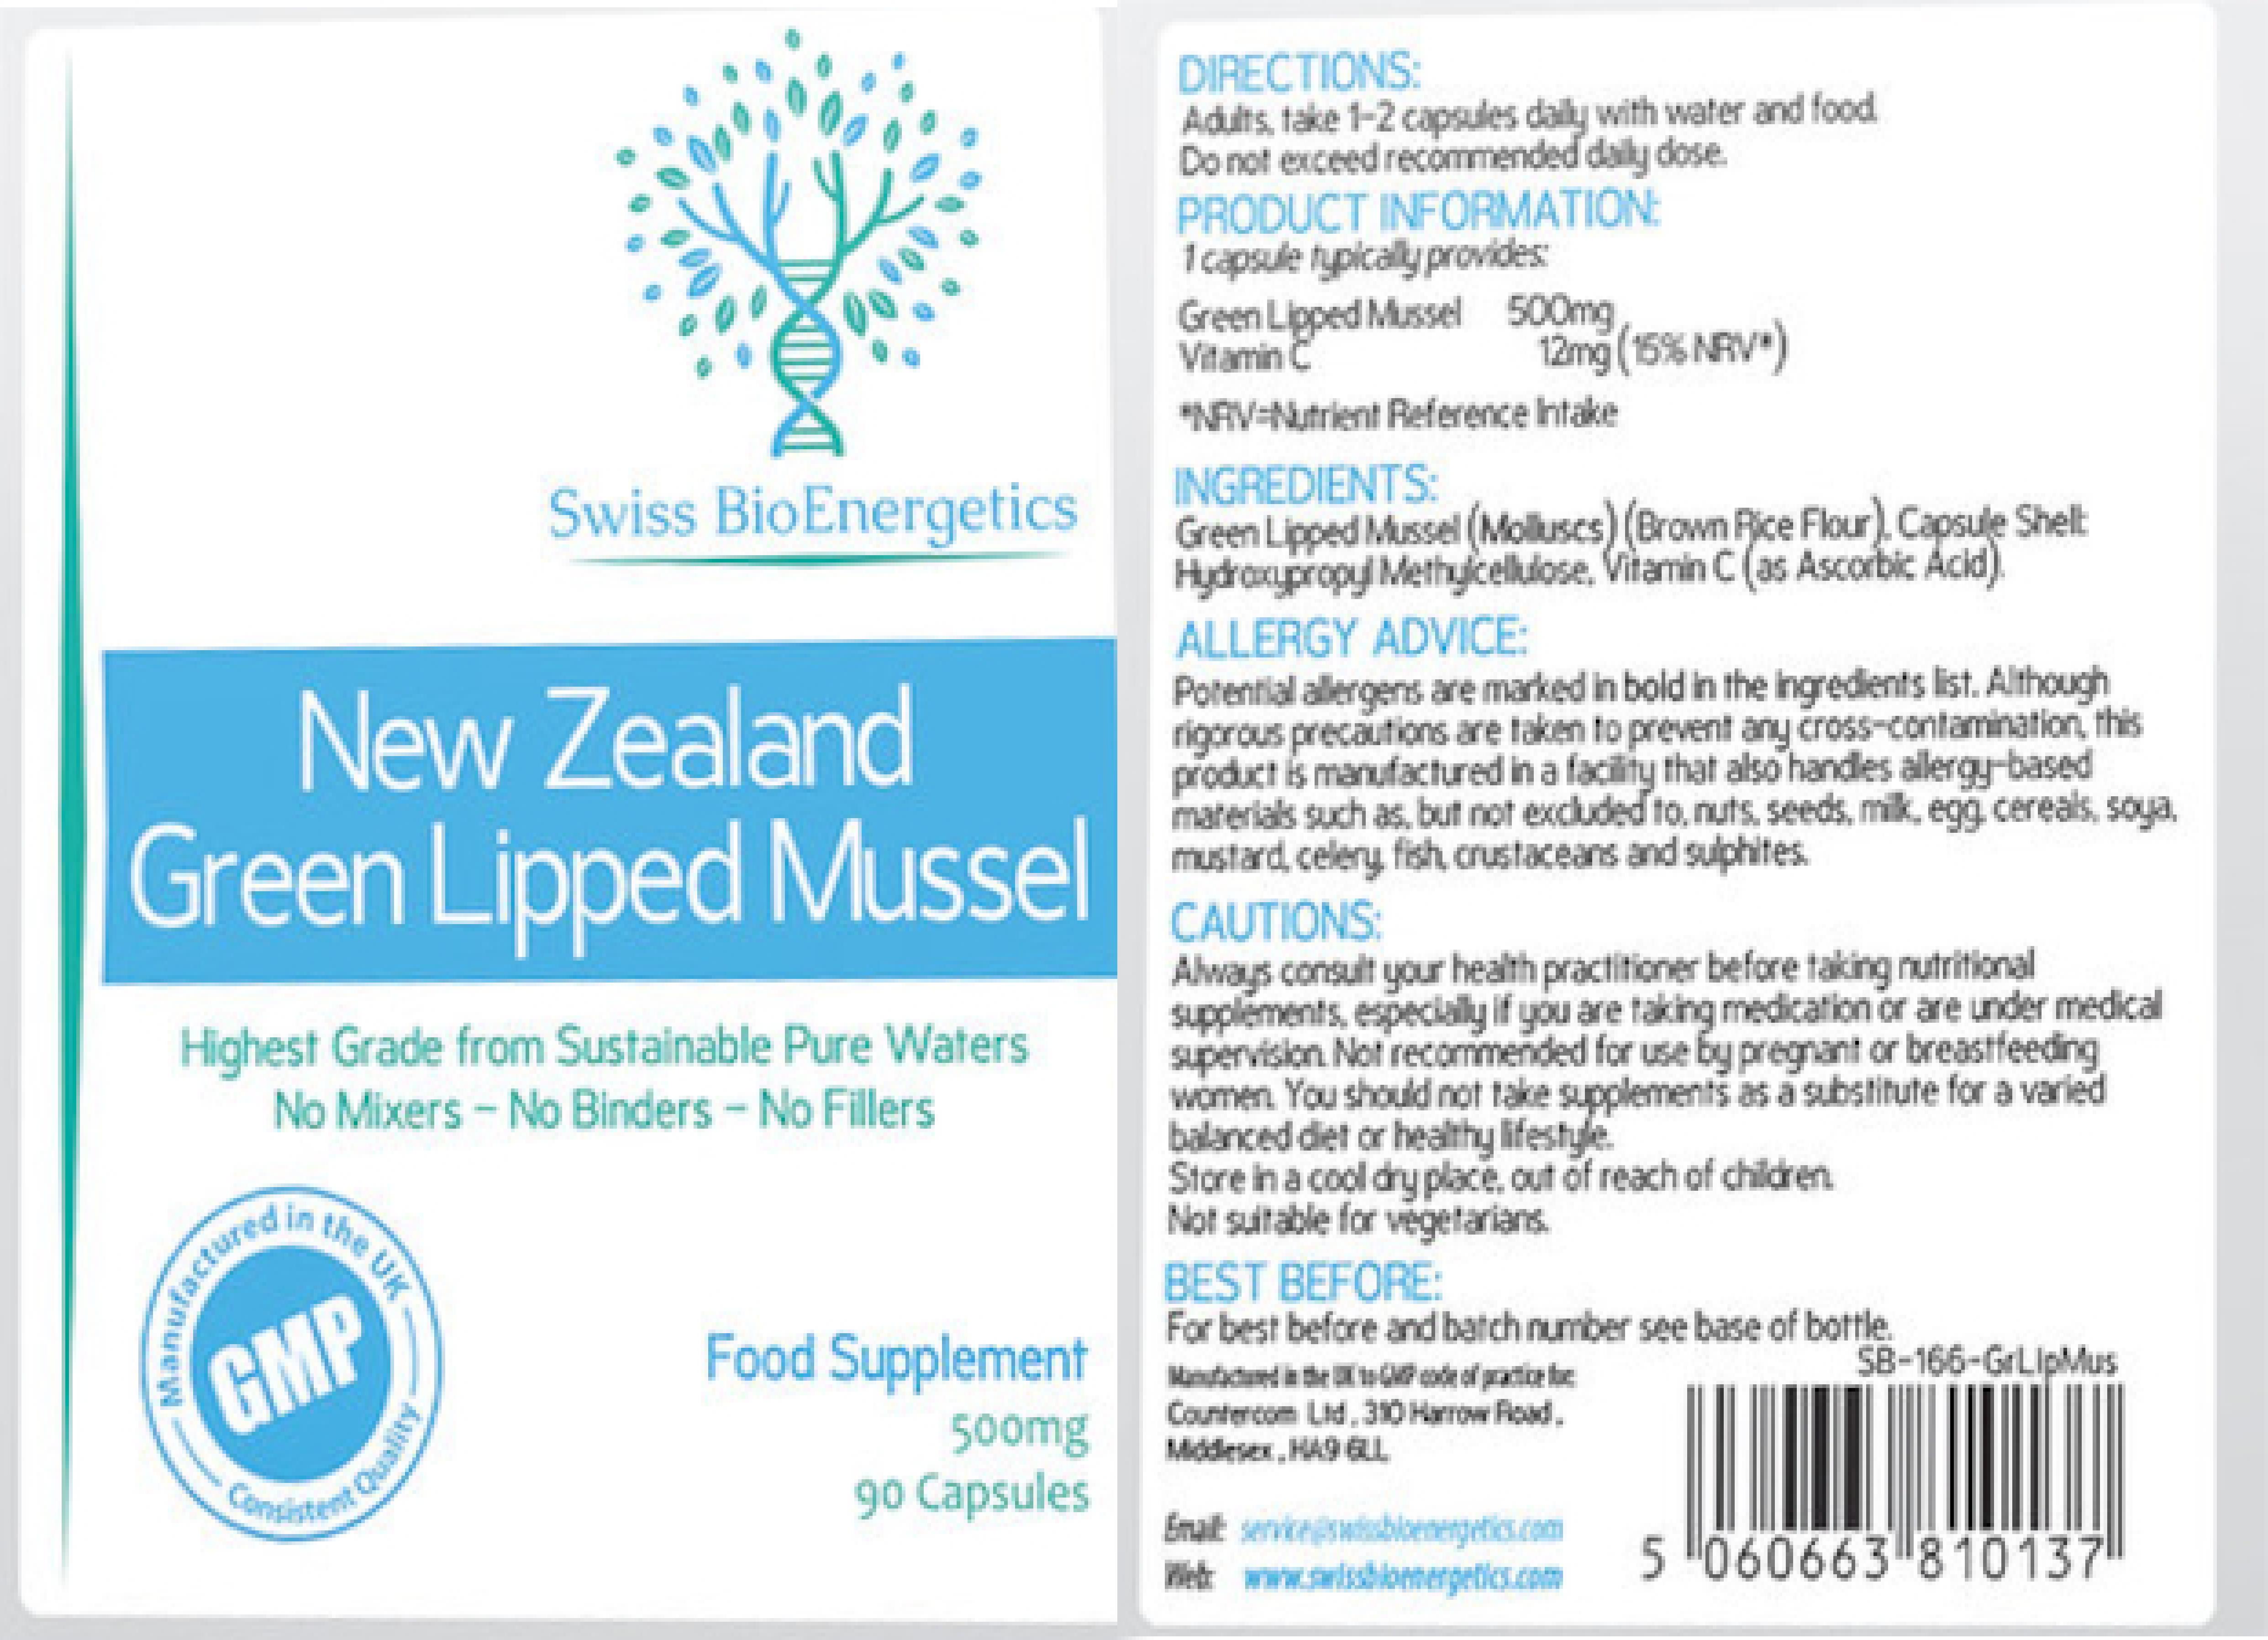 Swiss BioEnergetics
New Zealand
Green Lipped Mussel
Highest Grade from Sustainable Pure Waters
No Mixers – No Binders – No Fillers
Manufactured in the UK
GMP
Consistent Quality
Food Supplement
500mg
90 Capsules
DIRECTIONS:
Adults, take 1-2 capsules daily with water and food.
Do not exceed recommended daily dose.
PRODUCT INFORMATION:
1 capsule typically provides:
Green Lipped Mussel 500mg
Vitamin C 12mg (15% NRV*)
*NRV=Nutrient Reference Intake
INGREDIENTS:
Green Lipped Mussel (Molluscs) (Brown Rice Flour), Capsule Shell:
Hydroxypropyl Methylcellulose, Vitamin C (as Ascorbic Acid).
ALLERGY ADVICE:
Potential allergens are marked in bold in the ingredients list. Although
rigorous precautions are taken to prevent any cross-contamination, this
product is manufactured in a facility that also handles allergy-based
materials such as, but not excluded to, nuts, seeds, milk, egg, cereals, soya,
mustard, celery, fish, crustaceans and sulphites.
CAUTIONS:
Always consult your health practitioner before taking nutritional
supplements, especially if you are taking medication or are under medical
supervision. Not recommended for use by pregnant or breastfeeding
women. You should not take supplements as a substitute for a varied
balanced diet or healthy lifestyle.
Store in a cool dry place, out of reach of children.
Not suitable for vegetarians.
BEST BEFORE:
For best before and batch number see base of bottle.
SB-166-GrLipMus
Manufactured in the UK to GMP code of practice for:
Countercom Ltd, 310 Harrow Road,
Middlesex, HA9 6LL
Email: service@swissbioenergetics.com
Web: www.swissbioenergetics.com
5 060663 810137